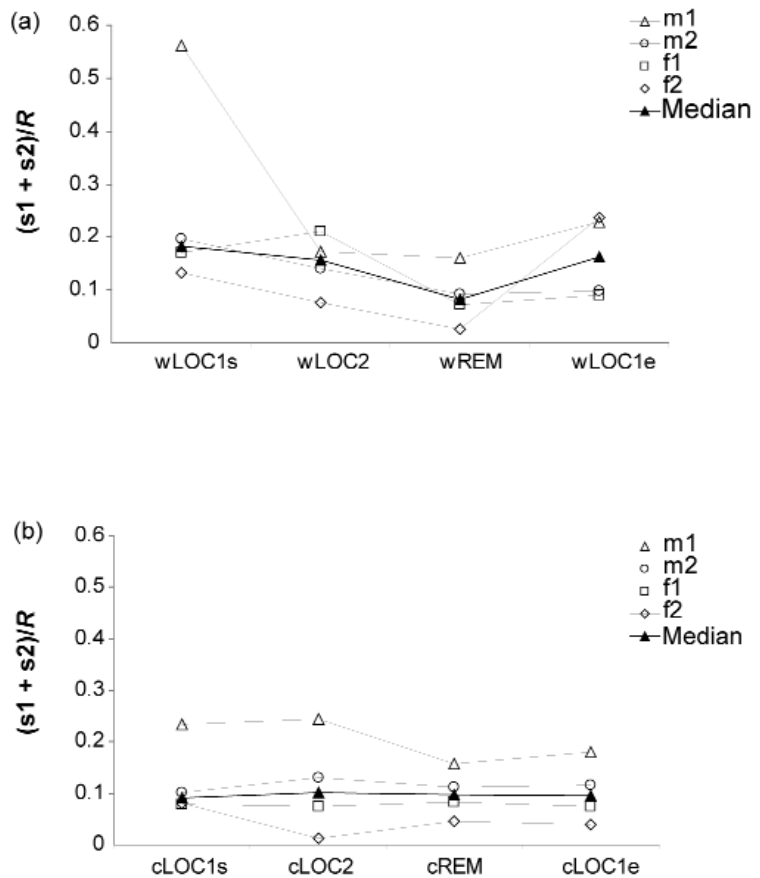 (a)
(s1 + s2)/R
0.6
0.5
0.4
0.3
0.2
0.1
0
wLOC1s wLOC2 wREM wLOC1e
m1
m2
f1
f2
Median
(b)
(s1 + s2)/R
0.6
0.5
0.4
0.3
0.2
0.1
0
cLOC1s cLOC2 cREM cLOC1e
m1
m2
f1
f2
Median